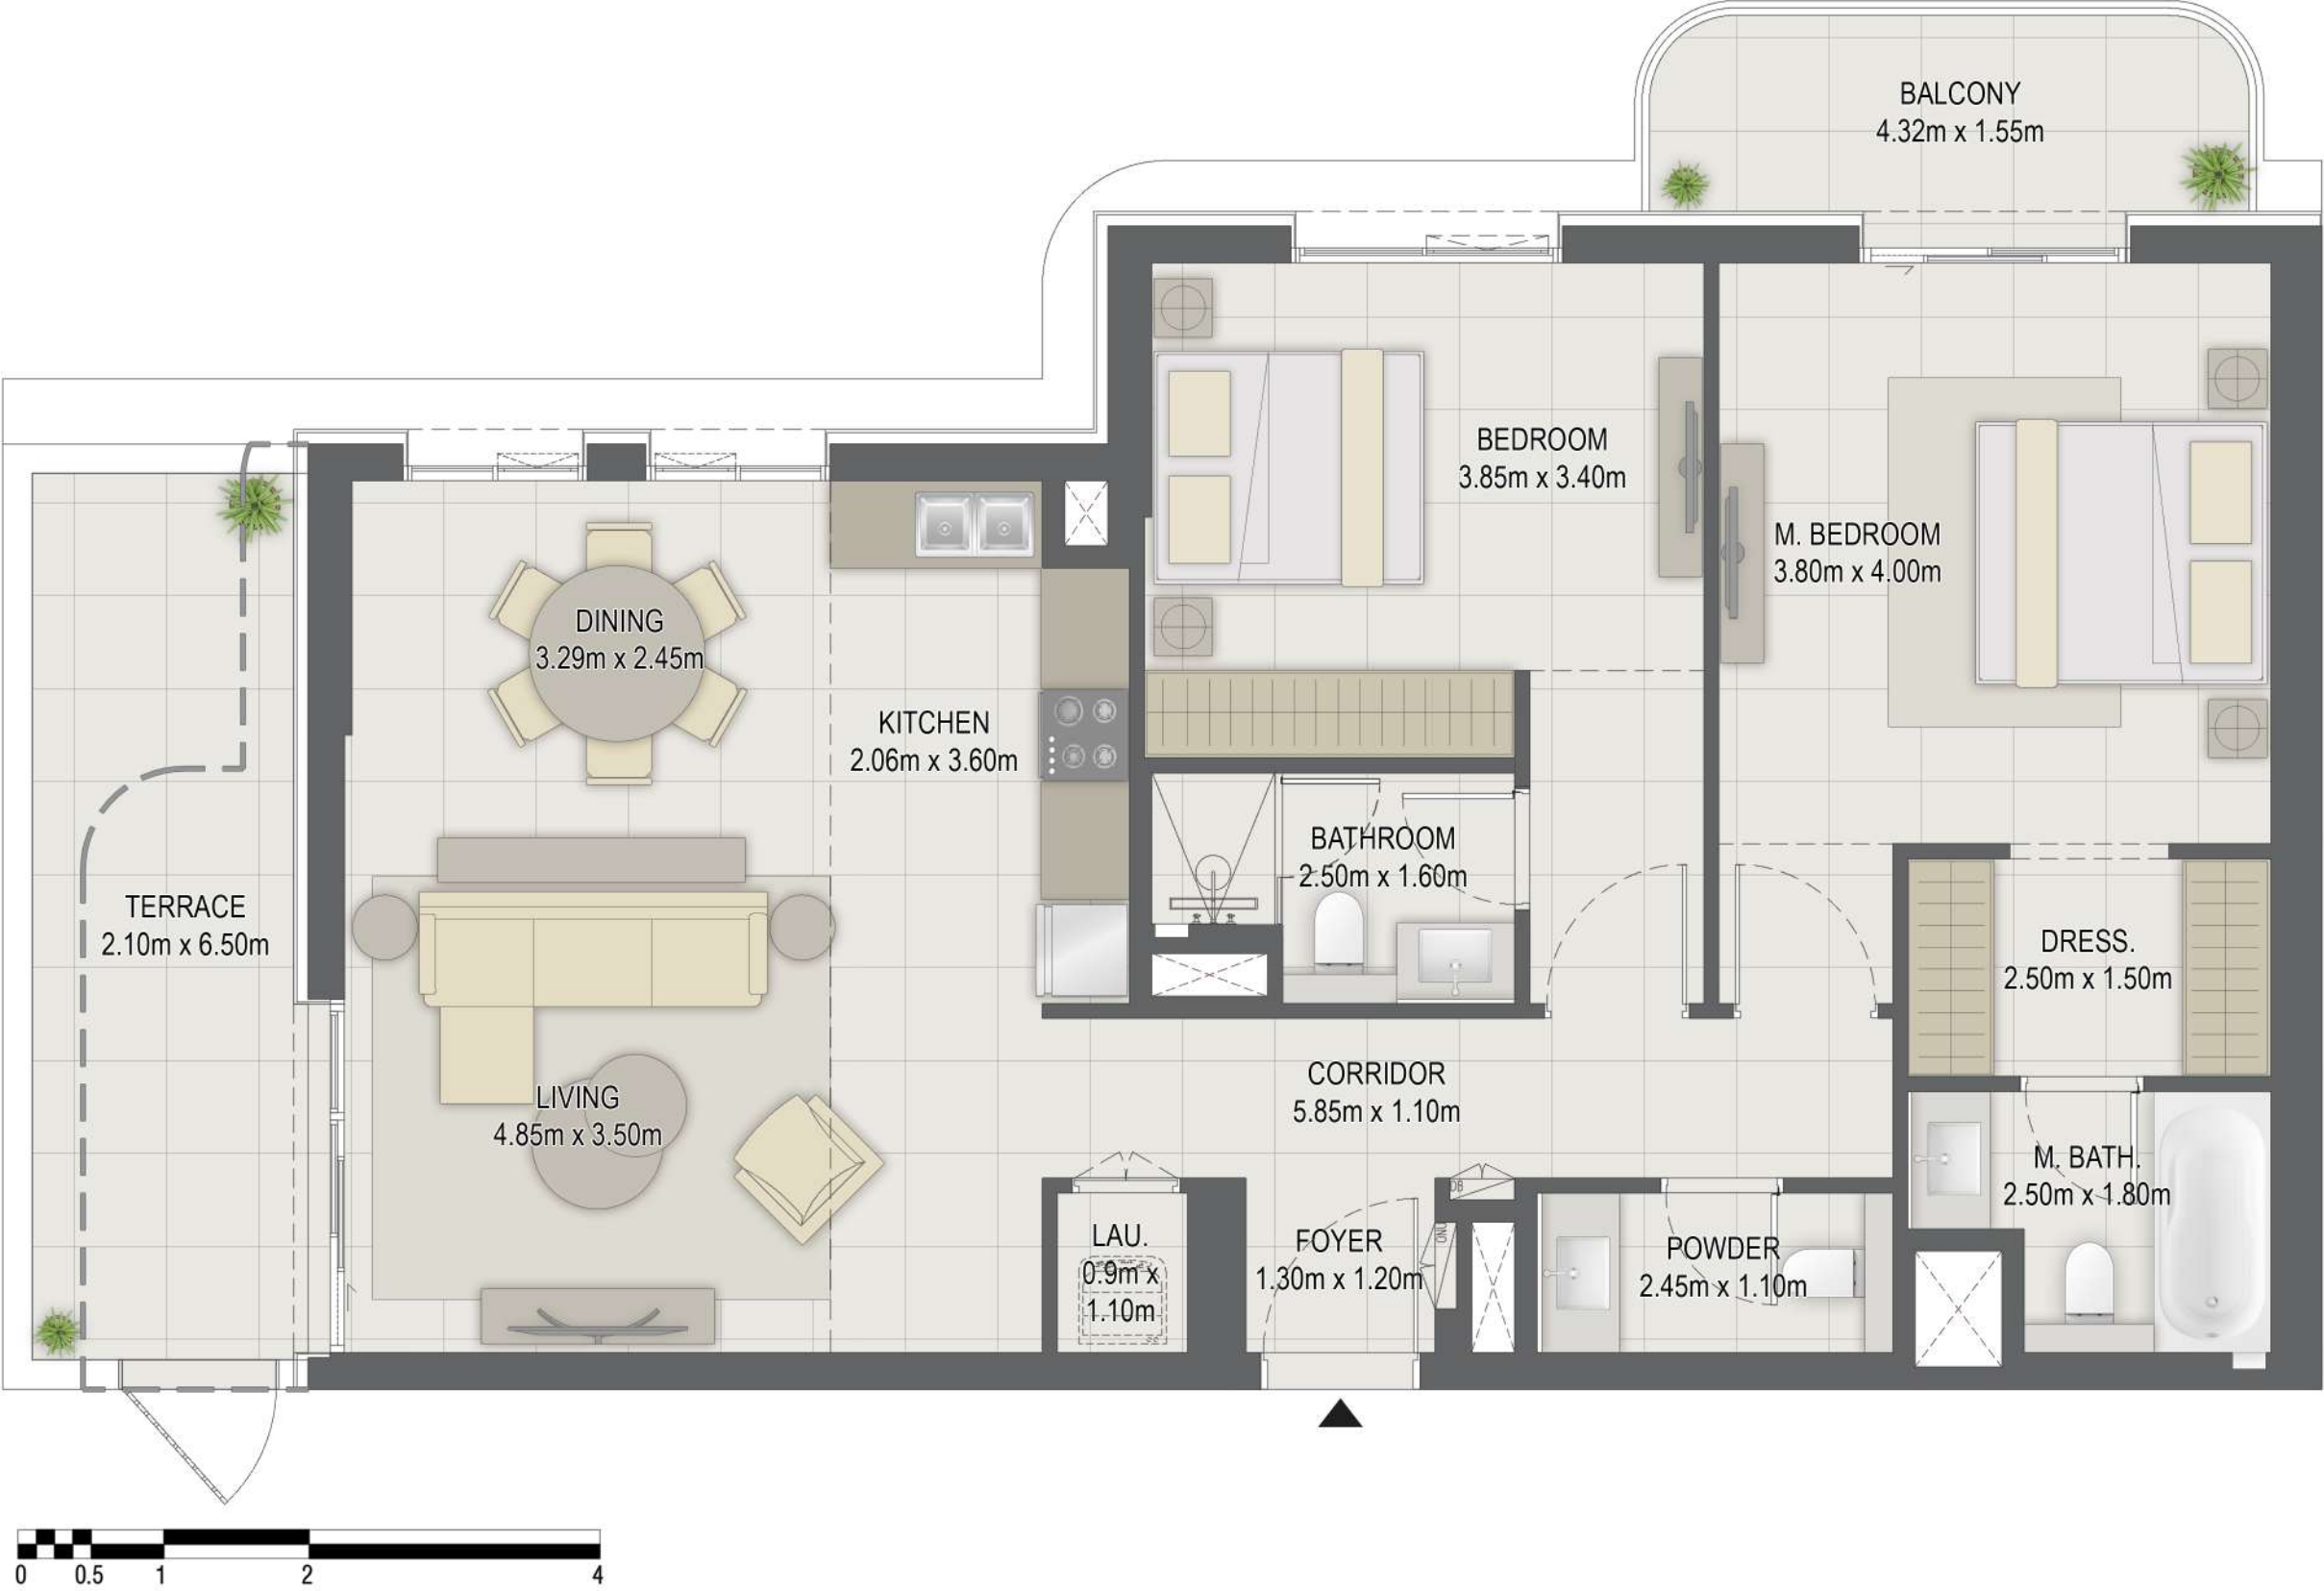 BALCONY
4.32m x 1.55m
BEDROOM
3.85m x 3.40m
M. BEDROOM
3.80m x 4.00m
DINING
3.29m x 2.45m
KITCHEN
2.06m x 3.60m
BATHROOM
2.50m x 1.60m
TERRACE
2.10m x 6.50m
DRESS.
2.50m x 1.50m
LIVING
4.85m x 3.50m
CORRIDOR
5.85m x 1.10m
M. BATH.
2.50m x 1.80m
DB
LAU.
0.9m x
1.10m
FOYER
1.30m x 1.20m
POWDER
2.45m x 1.10m
0 0.5 1 2 4